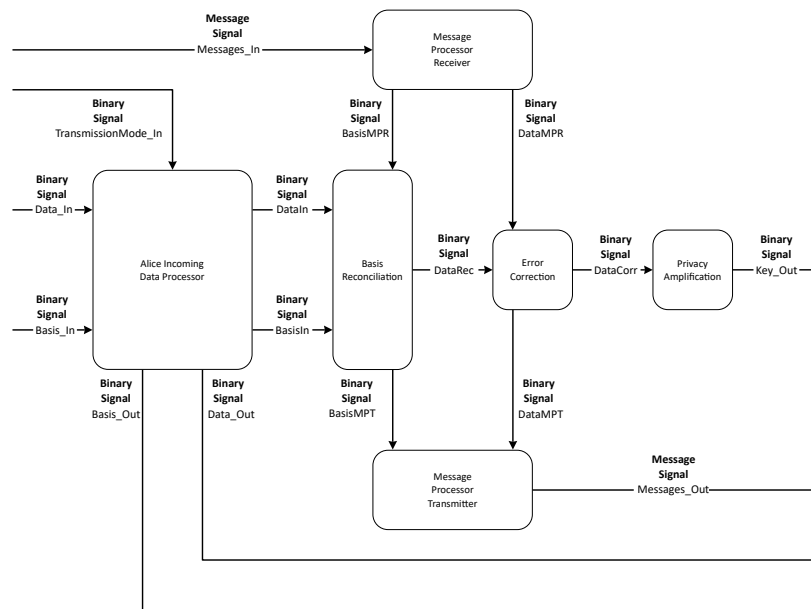 Message
Signal
Messages_In
Message
Processor
Receiver
Binary
Signal
TransmissionMode_In
Binary
Signal
BasisMPR
Binary
Signal
DataMPR
Binary
Signal
Data_In
Binary
Signal
DataIn
Alice Incoming
Data Processor
Basis
Reconciliation
Binary
Signal
DataRec
Error
Correction
Binary
Signal
DataCorr
Privacy
Amplification
Binary
Signal
Key_Out
Binary
Signal
Basis_In
Binary
Signal
BasisIn
Binary
Signal
Basis_Out
Binary
Signal
Data_Out
Binary
Signal
BasisMPT
Binary
Signal
DataMPT
Message
Processor
Transmitter
Message
Signal
Messages_Out